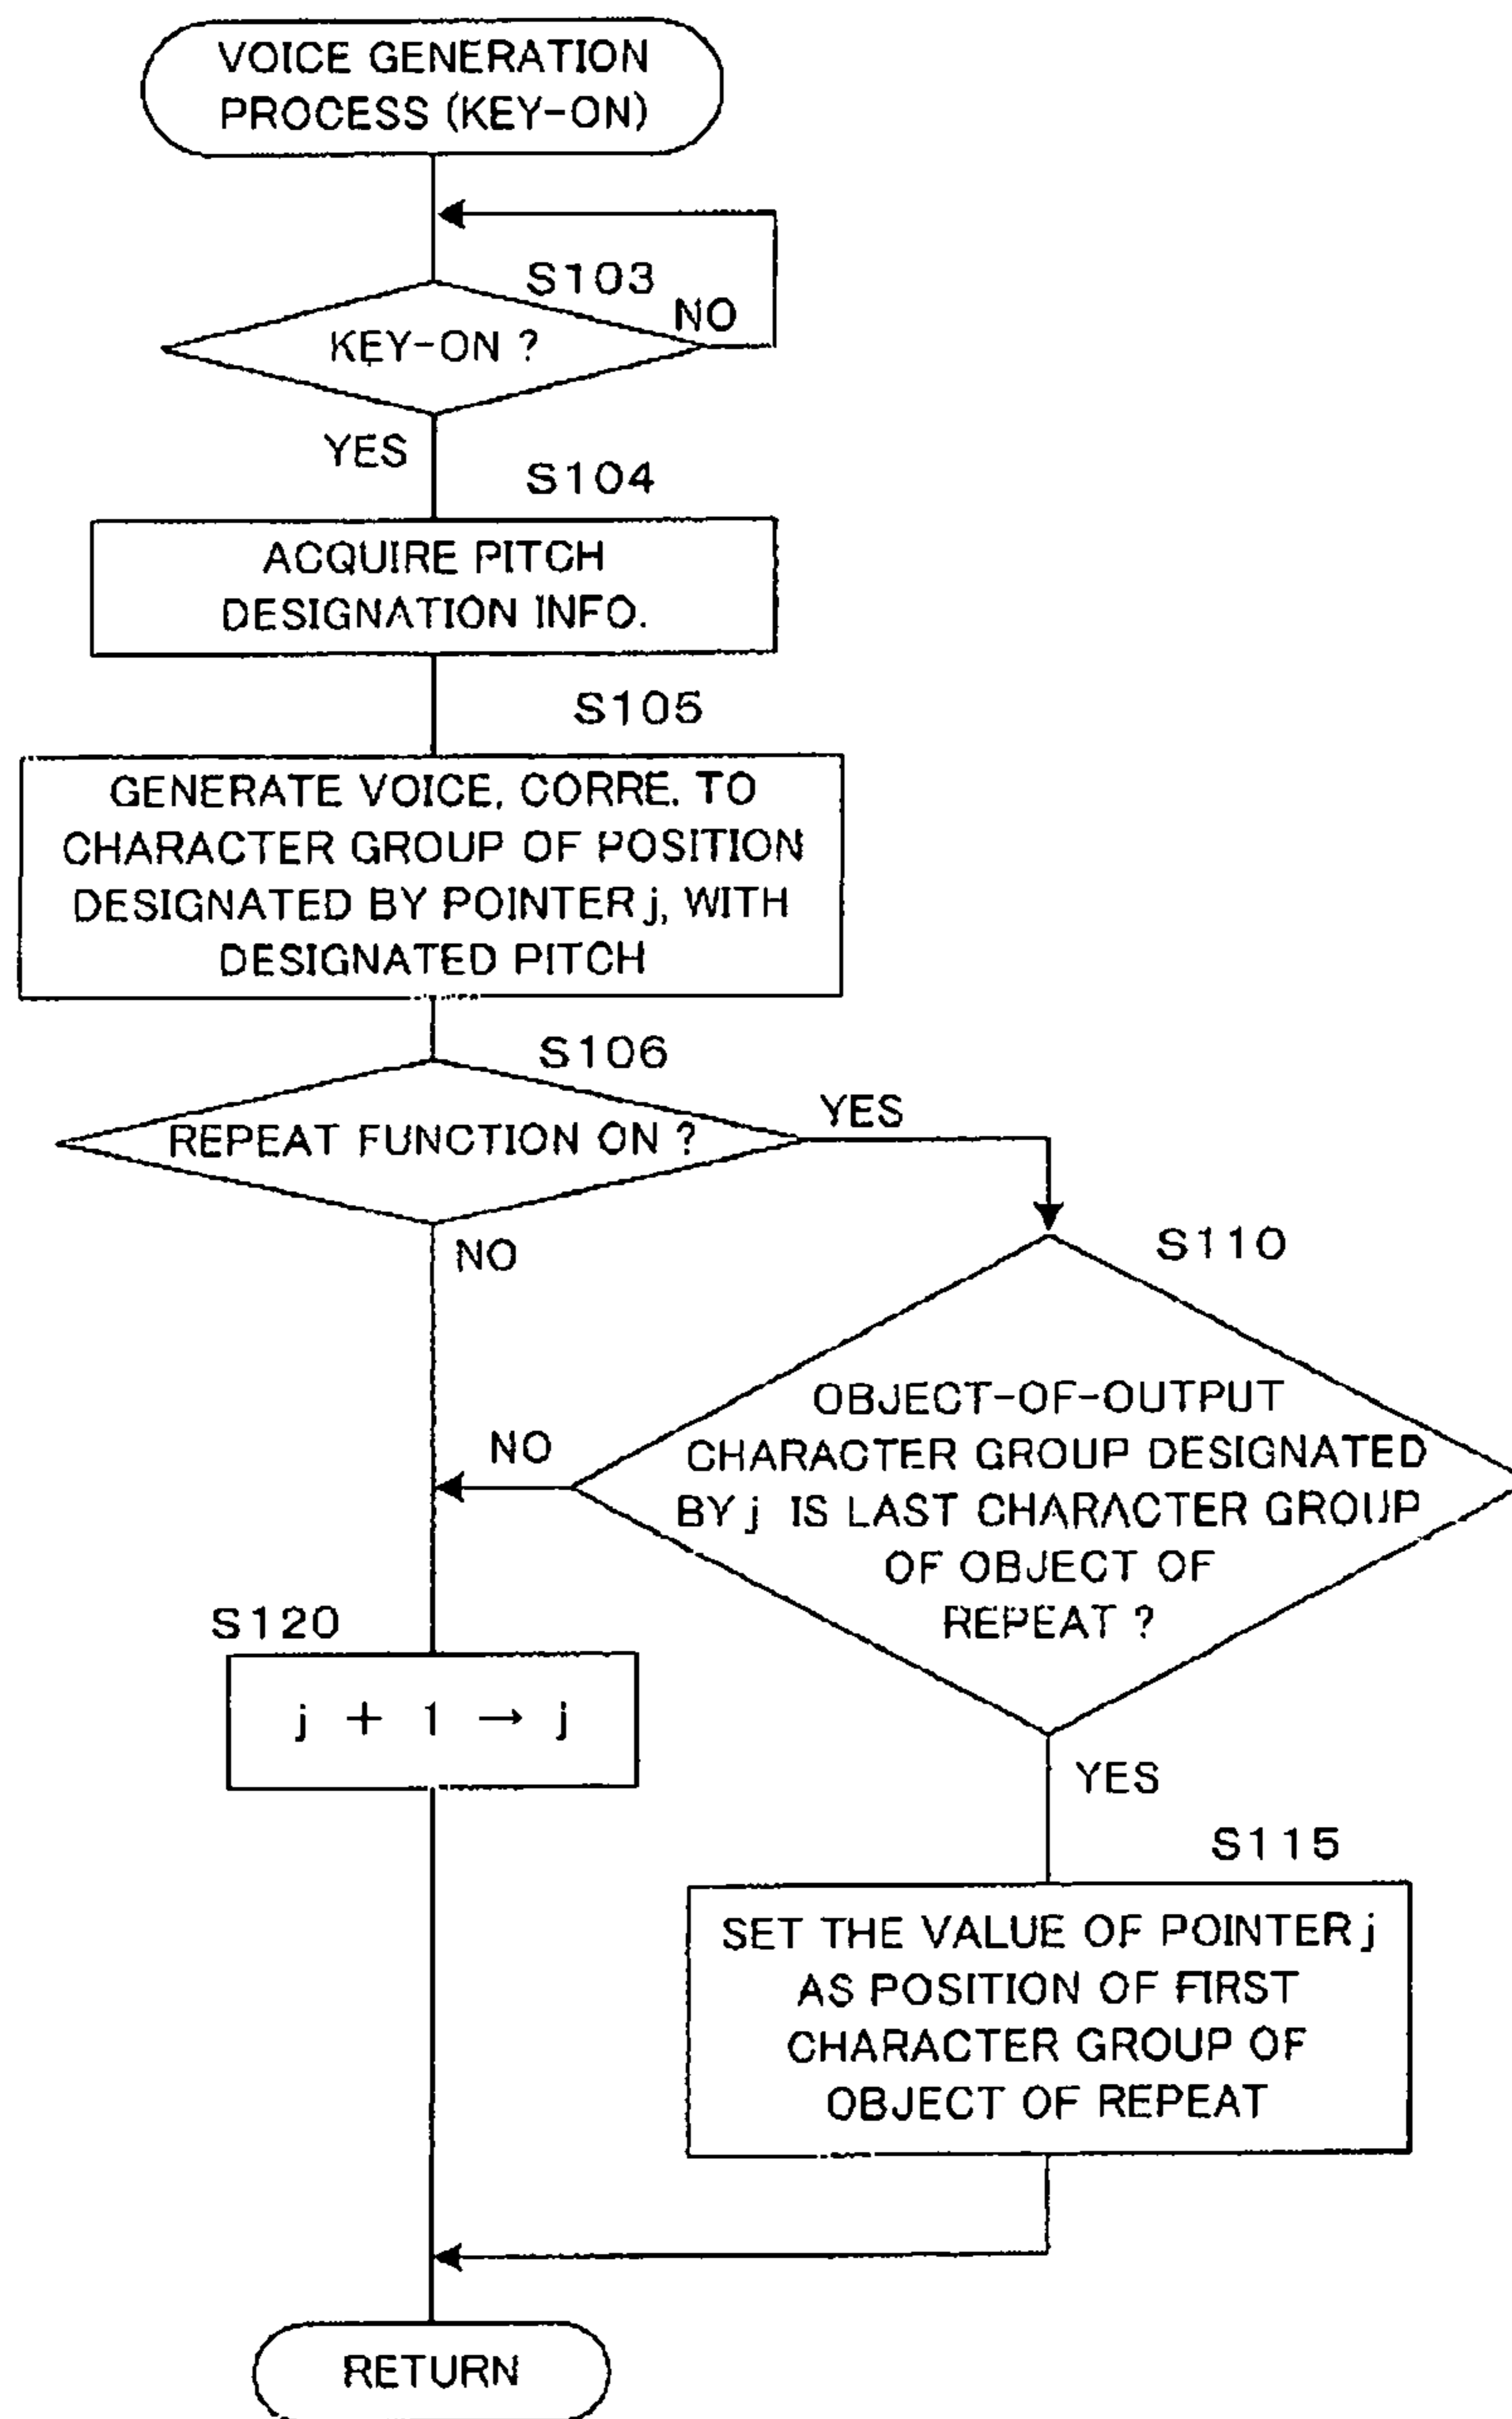 VOICE GENERATION
PROCESS (KEY-ON)
S103
NO
KEY-ON ?
YES
S104
ACQUIRE PITCH
DESIGNATION INFO.
S105
GENERATE VOICE, CORRE. TO
CHARACTER GROUP OF POSITION
DESIGNATED BY POINTER j, WITH
DESIGNATED PITCH
S106
YES
REPEAT FUNCTION ON ?
NO
S110
OBJECT-OF-OUTPUT
CHARACTER GROUP DESIGNATED
BY j IS LAST CHARACTER GROUP
OF OBJECT OF
REPEAT ?
NO
S120
j + 1 → j
YES
S115
SET THE VALUE OF POINTER j
AS POSITION OF FIRST
CHARACTER GROUP OF
OBJECT OF REPEAT
RETURN